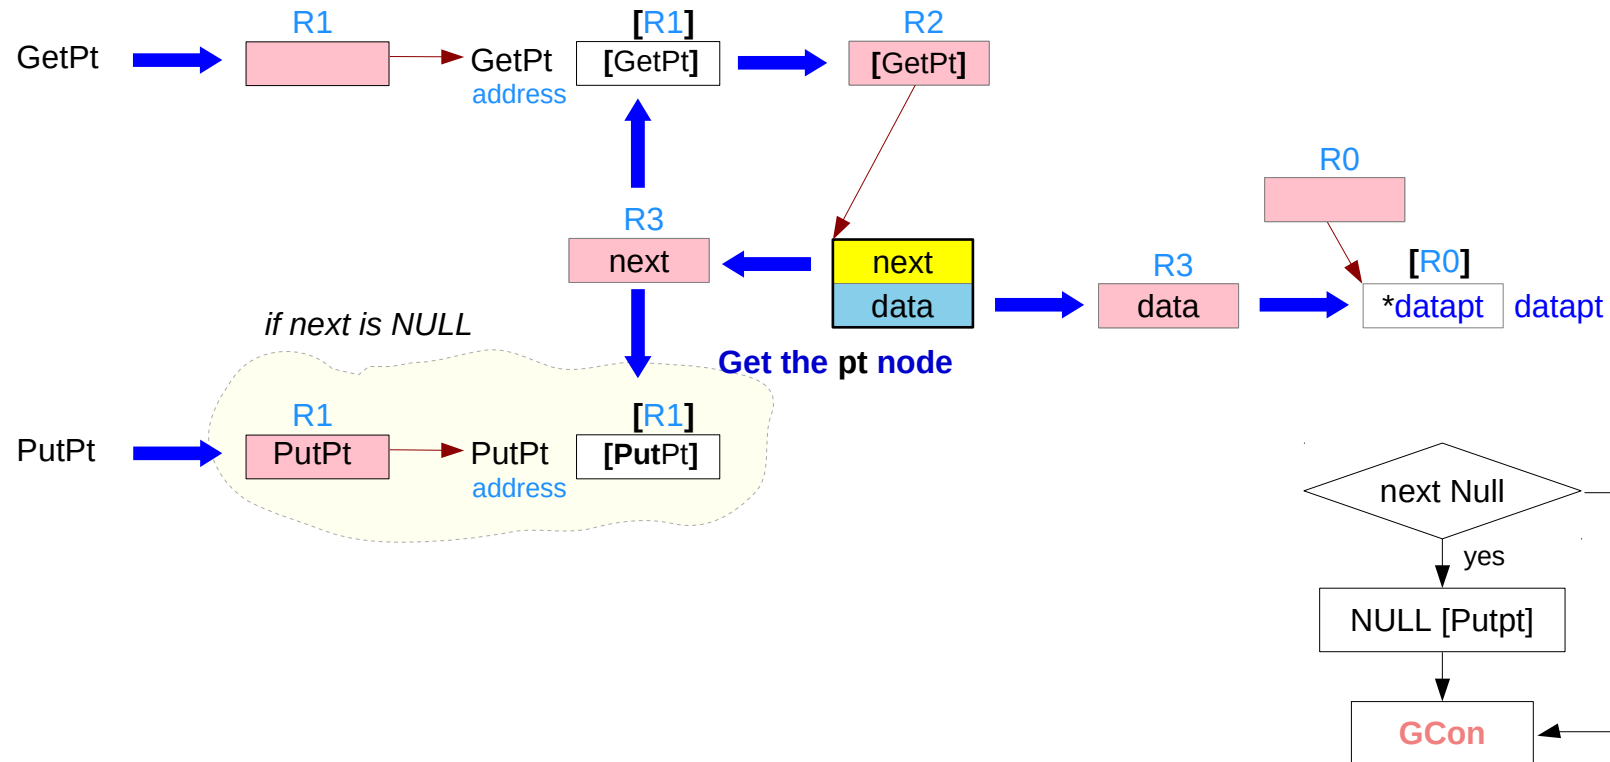 R1
[R1]
R2
GetPt
GetPt
[GetPt]
[GetPt]
address
R0
R3
[R0]
next
next
R3
data
data
*datapt
datapt
if next is NULL
Get the pt node
R1
[R1]
PutPt
PutPt
PutPt
[PutPt]
address
next Null
yes
NULL [Putpt]
GCon